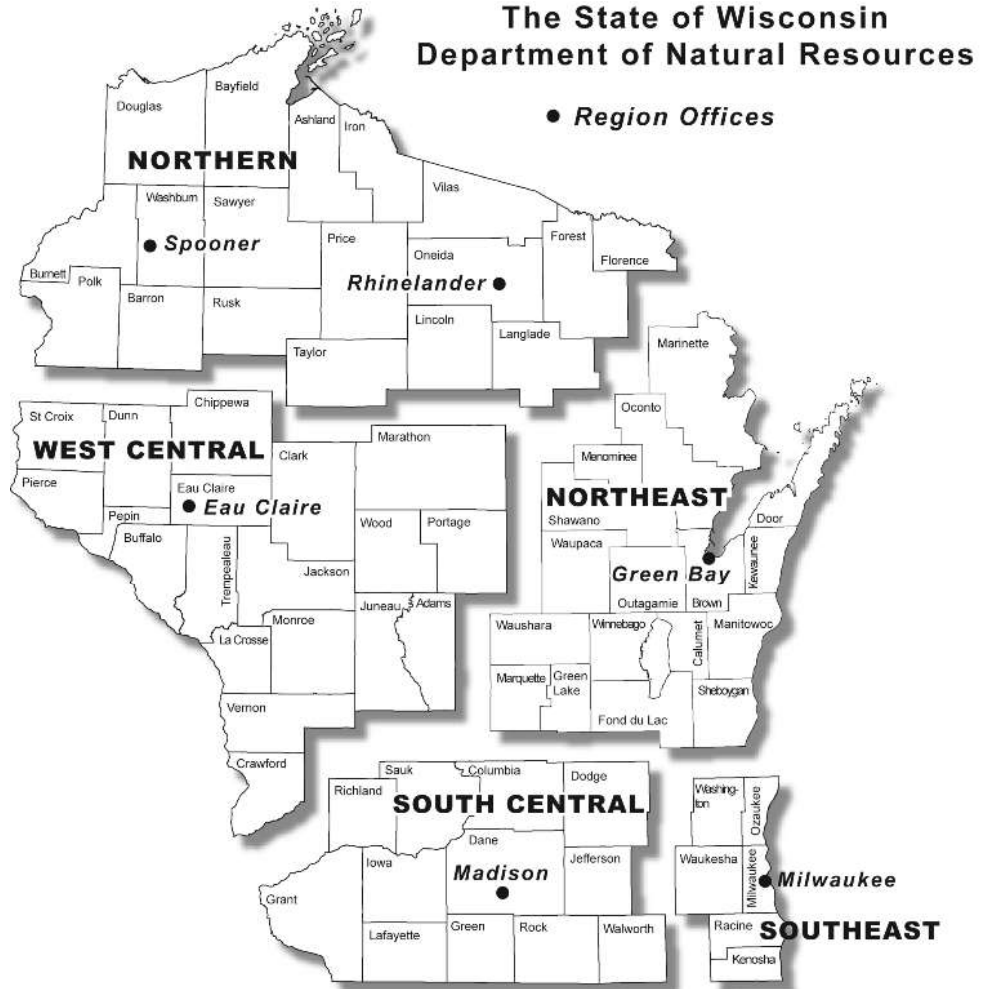 The State of Wisconsin
Department of Natural Resources
Region Offices
Bayfield
Douglas
Ashland
Iron
NORTHERN
Vilas
Washburn
Sawyer
Price
Forest
Spooner
Oneida
Florence
Burnett
Polk
Rhinelander
Barron
Rusk
Lincoln
Langlade
Taylor
Marinette
Chippewa
Oconto
St Croix
Dunn
WEST CENTRAL
Marathon
Clark
Menominee
Pierce
Eau Claire
Eau Claire
NORTHEAST
Pepin
Wood
Portage
Shawano
Door
Buffalo
Waupaca
Trempealeau
Jackson
Green Bay
Kewaunee
Juneau
Adams
Outagamie
Brown
La Crosse
Monroe
Waushara
Winnebago
Calumet
Manitowoc
Marquette
Green
Lake
Sheboygan
Vernon
Fond du Lac
Crawford
Sauk
Columbia
Dodge
Richland
SOUTH CENTRAL
Washing-
ton
Ozaukee
Dane
Iowa
Jefferson
Waukesha
Milwaukee
Madison
Milwaukee
Grant
Lafayette
Green
Rock
Walworth
Racine
SOUTHEAST
Kenosha